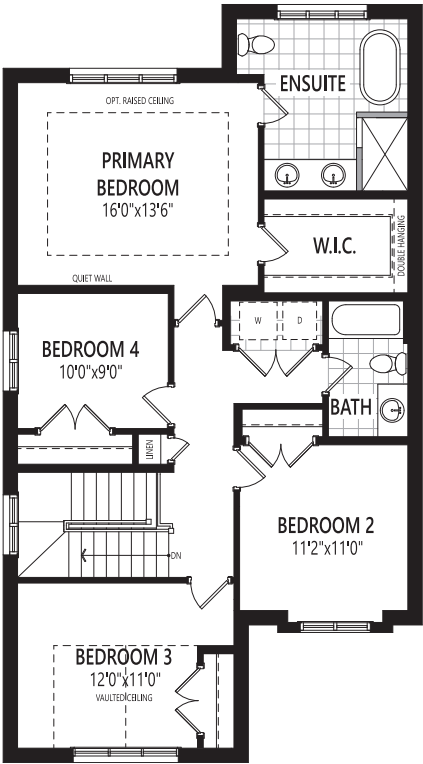 ENSUITE
OPT. RAISED CEILING
PRIMARY
BEDROOM
16'0"x13'6"
W.I.C.
DOUBLE HANGING
QUIET WALL
W
D
BEDROOM 4
10'0"x9'0"
BATH
LINEN
BEDROOM 2
11'2"x11'0"
DN
BEDROOM 3
12'0"x11'0"
VAULTED CEILING